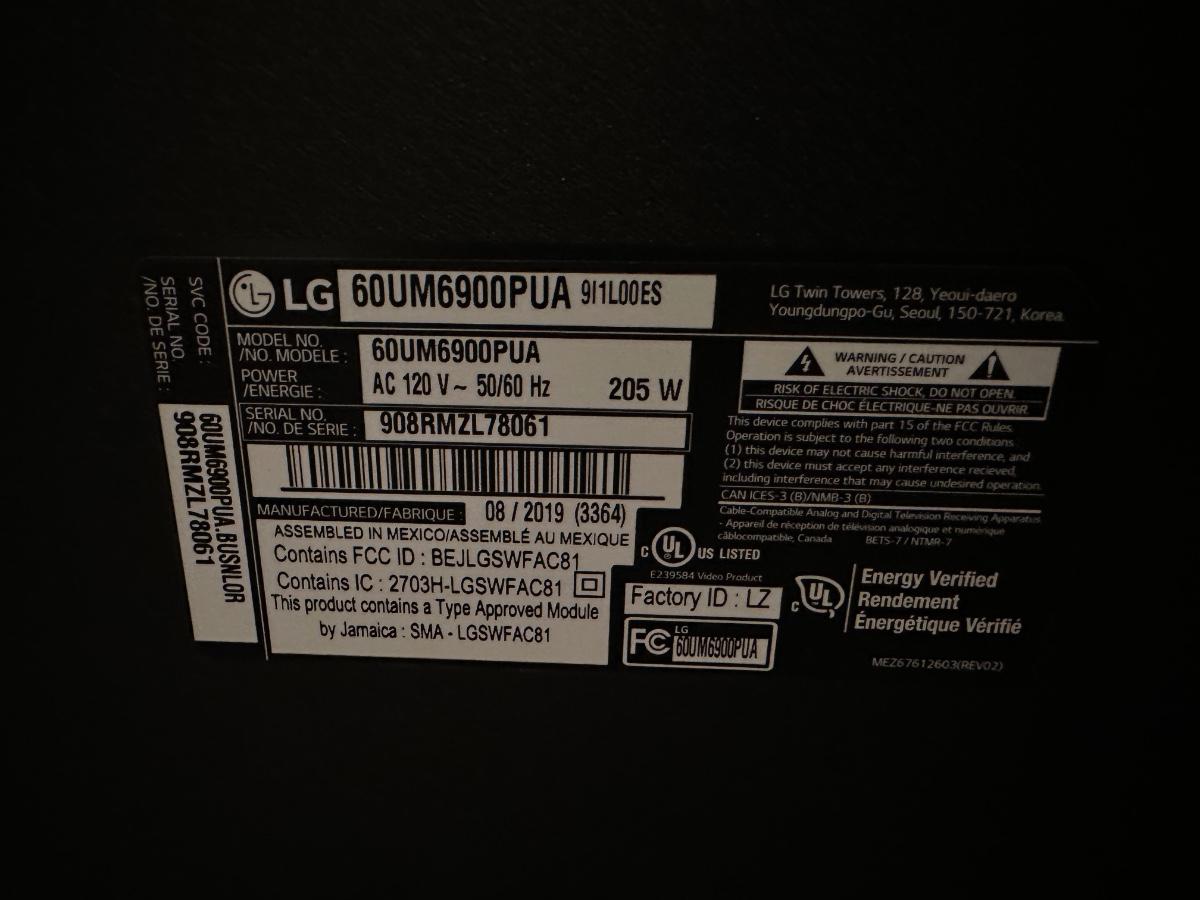 LG 60UM6900PUA 9I1L00ES
LG Twin Towers, 128, Yeoui-daero
Youngdungpo-Gu, Seoul, 150-721, Korea
MODEL NO.
/NO. MODÈLE : 60UM6900PUA
POWER
/ENERGIE : AC 120 V ~ 50/60 Hz 205 W
SERIAL NO.
/NO. DE SÉRIE : 908RMZL78061
MANUFACTURED/FABRIQUE : 08 / 2019 (3364)
ASSEMBLED IN MEXICO/ASSEMBLÉ AU MEXIQUE
Contains FCC ID : BEJLGSWFAC81
Contains IC : 2703H-LGSWFAC81
This product contains a Type Approved Module
by Jamaica : SMA - LGSWFAC81
WARNING / CAUTION
AVERTISSEMENT
RISK OF ELECTRIC SHOCK, DO NOT OPEN.
RISQUE DE CHOC ÉLECTRIQUE-NE PAS OUVRIR.
This device complies with part 15 of the FCC Rules.
Operation is subject to the following two conditions:
(1) this device may not cause harmful interference, and
(2) this device must accept any interference recieved,
including interference that may cause undesired operation.
CAN ICES-3 (B)/NMB-3 (B)
Cable-Compatible Analog and Digital Television Receiving Apparatus
- Appareil de réception de télévision analogique et numérique
câblocompatible, Canada BETS-7 / NTMR-7
C UL US LISTED
E239584 Video Product
Factory ID : LZ
FC LG
60UM6900PUA
C UL Energy Verified
Rendement
Énergétique Vérifié
MEZ67612603(REV02)
SVC CODE :
SERIAL NO.
/NO. DE SÉRIE :
60UM6900PUA.BUSNLOR
908RMZL78061